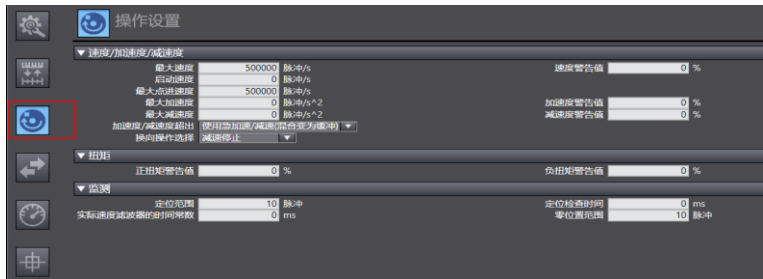 操作设置
▼ 速度/加速度/减速度
最大速度 500000 脉冲/s 速度警告值 0 %
启动速度 0 脉冲/s
最大点进速度 500000 脉冲/s
最大加速度 0 脉冲/s^2 加速度警告值 0 %
最大减速度 0 脉冲/s^2 减速度警告值 0 %
加速度/减速度超出 使用急加速/减速(混合变为缓冲) ▼
换向操作选择 减速停止 ▼
▼ 扭矩
正扭矩警告值 0 % 负扭矩警告值 0 %
▼ 监测
定位范围 10 脉冲 定位检查时间 0 ms
实际速度滤波器的时间常数 0 ms 零位置范围 10 脉冲